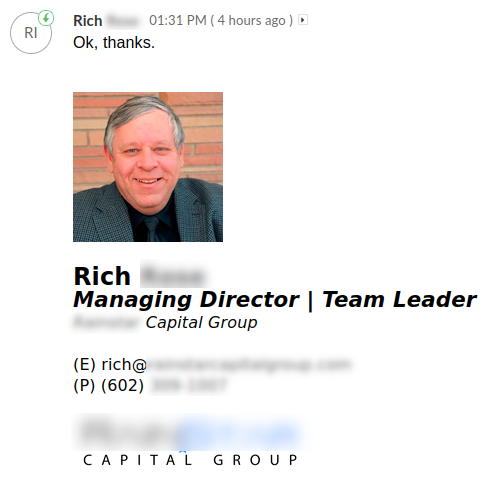 RI
Rich 01:31 PM ( 4 hours ago )
Ok, thanks.
Rich
Managing Director | Team Leader
Capital Group
(E) rich@
(P) (602)
CAPITAL GROUP